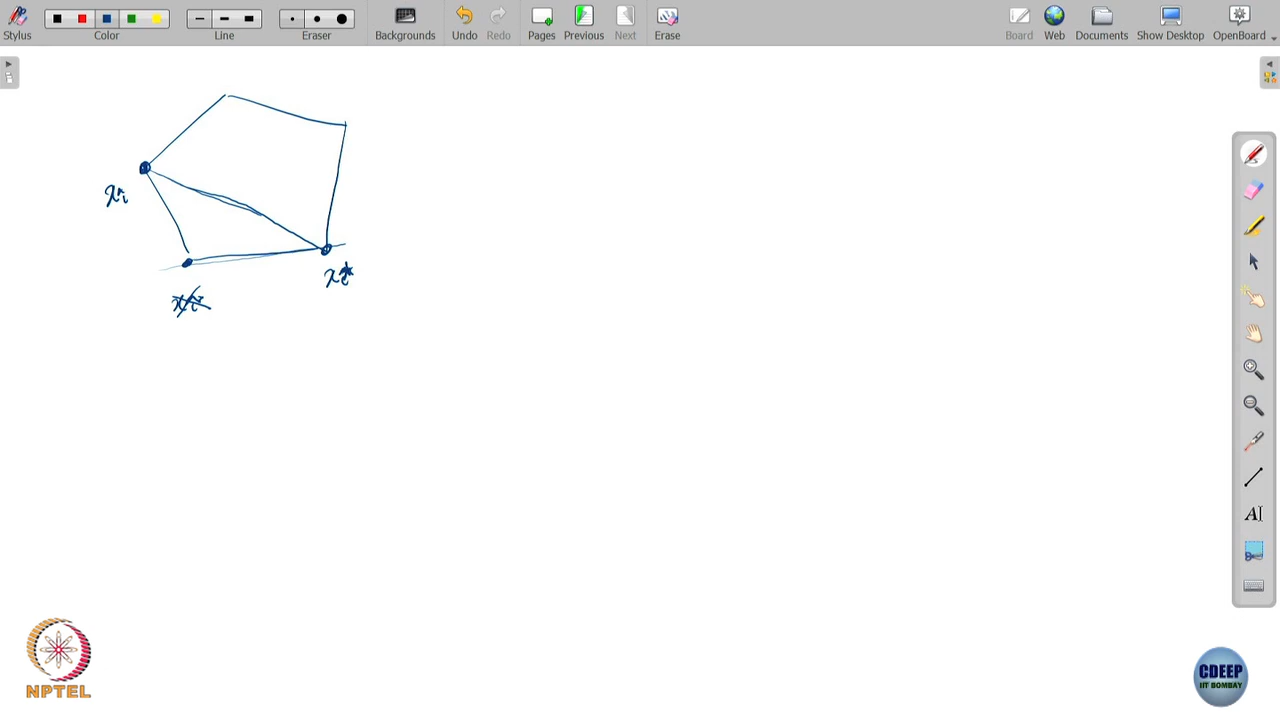 Stylus Color Line Eraser Backgrounds Undo Redo Pages Previous Next Erase Board Web Documents Show Desktop OpenBoard
x̂i
AI
NPTEL
CDEEP
IIT BOMBAY